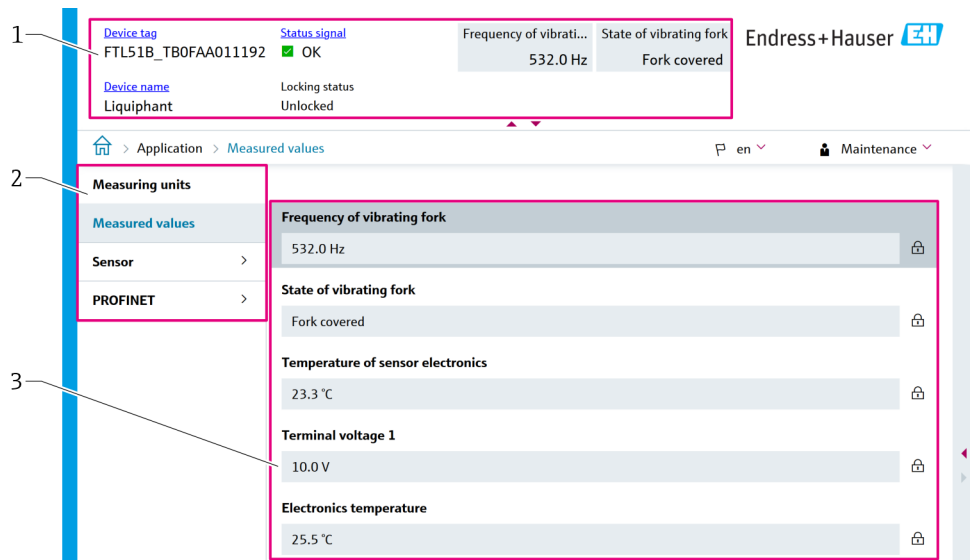 1
Device tag
Status signal
Frequency of vibrati...
State of vibrating fork
FTL51B_TB0FAA011192
OK
532.0 Hz
Fork covered
Endress+Hauser EH
Device name
Locking status
Liquiphant
Unlocked
> Application > Measured values
en
Maintenance
2
Measuring units
Measured values
Sensor >
PROFINET >
3
Frequency of vibrating fork
532.0 Hz
State of vibrating fork
Fork covered
Temperature of sensor electronics
23.3 °C
Terminal voltage 1
10.0 V
Electronics temperature
25.5 °C